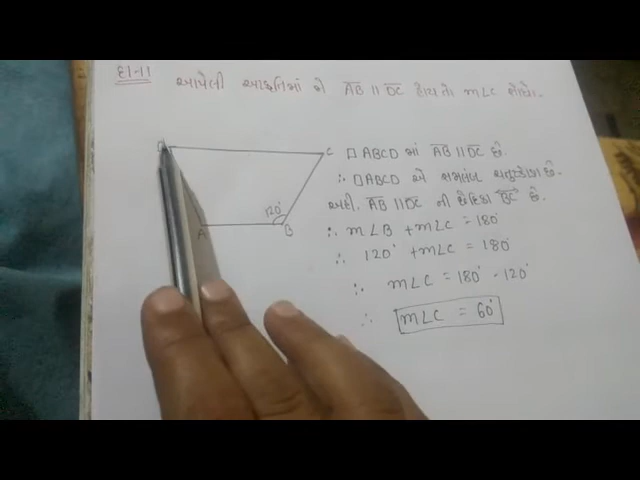 દા-11
આપેલી આકૃતિમાં જો AB || DC હોય તો m∠C શોધો.
C
120°
A
B
□ABCD માં AB || DC છે.
∴ □ABCD એ સમલંબ ચતુષ્કોણ છે.
અહીં, AB || DC ની છેદિકા BC છે.
∴ m∠B + m∠C = 180°
∴ 120° + m∠C = 180°
∴ m∠C = 180° - 120°
∴ m∠C = 60°